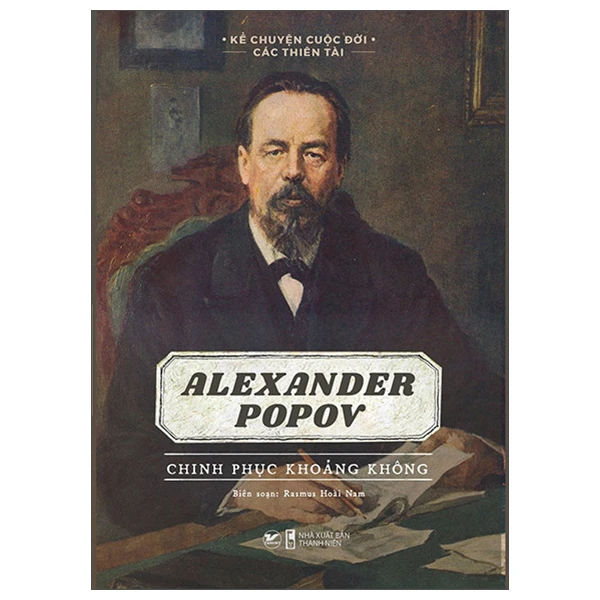 • KỂ CHUYỆN CUỘC ĐỜI •
CÁC THIÊN TÀI
ALEXANDER
POPOV
CHINH PHỤC KHOẢNG KHÔNG
Biên soạn: Rasmus Hoài Nam
NHÀ XUẤT BẢN
THANH NIÊN